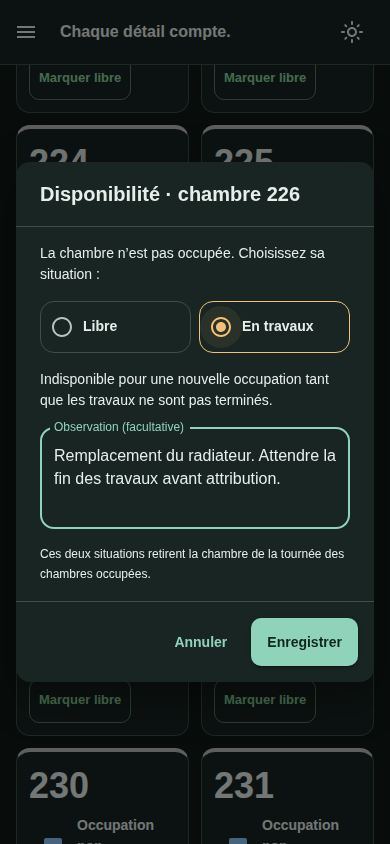 Chaque détail compte.
Marquer libre
Marquer libre
224
225
Disponibilité · chambre 226
La chambre n’est pas occupée. Choisissez sa
situation :
Libre
En travaux
Indisponible pour une nouvelle occupation tant
que les travaux ne sont pas terminés.
Observation (facultative)
Remplacement du radiateur. Attendre la
fin des travaux avant attribution.
Ces deux situations retirent la chambre de la tournée des
chambres occupées.
Annuler
Enregistrer
Marquer libre
Marquer libre
230
231
Occupation
Occupation